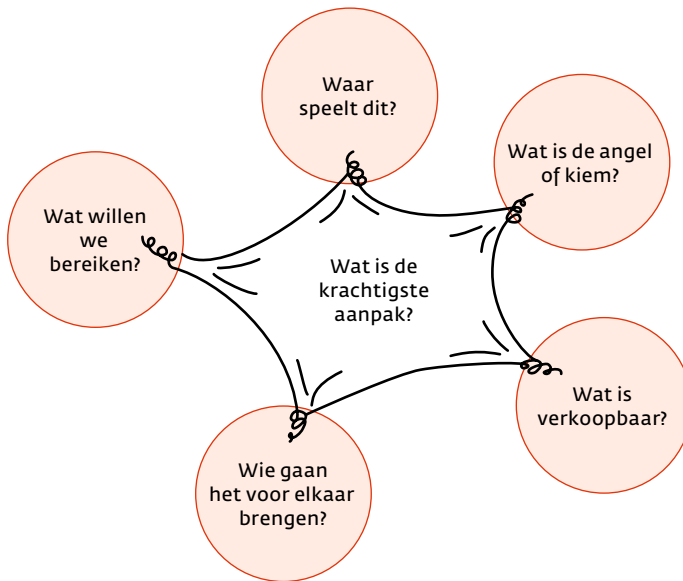 Waar
speelt dit?
Wat is de angel
of kiem?
Wat willen
we
bereiken?
Wat is de
krachtigste
aanpak?
Wat is
verkoopbaar?
Wie gaan
het voor elkaar
brengen?